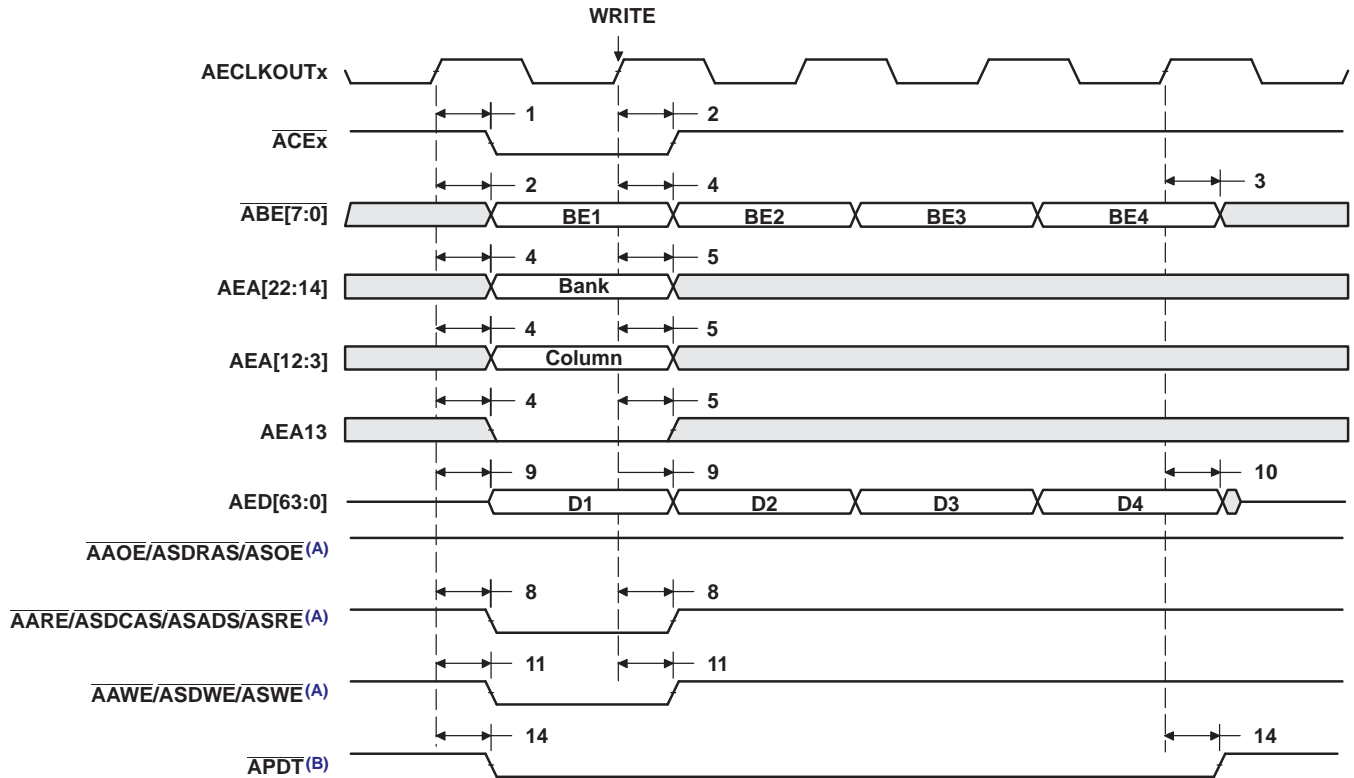 WRITE
AECLKOUTx
1 2
ACEx
2 4 3
ABE[7:0] BE1 BE2 BE3 BE4
4 5
AEA[22:14] Bank
4 5
AEA[12:3] Column
4 5
AEA13
9 9 10
AED[63:0] D1 D2 D3 D4
AAOE/ASDRAS/ASOE(A)
8 8
AARE/ASDCAS/ASADS/ASRE(A)
11 11
AAWE/ASDWE/ASWE(A)
14 14
APDT(B)